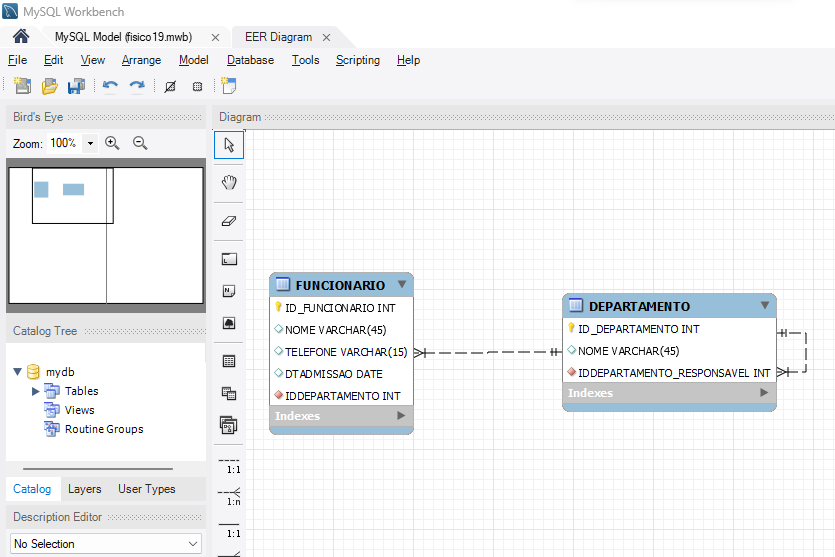 MySQL Workbench
MySQL Model (fisico19.mwb) × EER Diagram ×
File Edit View Arrange Model Database Tools Scripting Help
Bird's Eye
Zoom: 100%
Catalog Tree
mydb
Tables
Views
Routine Groups
Catalog Layers User Types
Description Editor
No Selection
Diagram
1:1
1:n
1:1
FUNCIONARIO
ID_FUNCIONARIO INT
NOME VARCHAR(45)
TELEFONE VARCHAR(15)
DTADMISSAO DATE
IDDEPARTAMENTO INT
Indexes
DEPARTAMENTO
ID_DEPARTAMENTO INT
NOME VARCHAR(45)
IDDEPARTAMENTO_RESPONSAVEL INT
Indexes